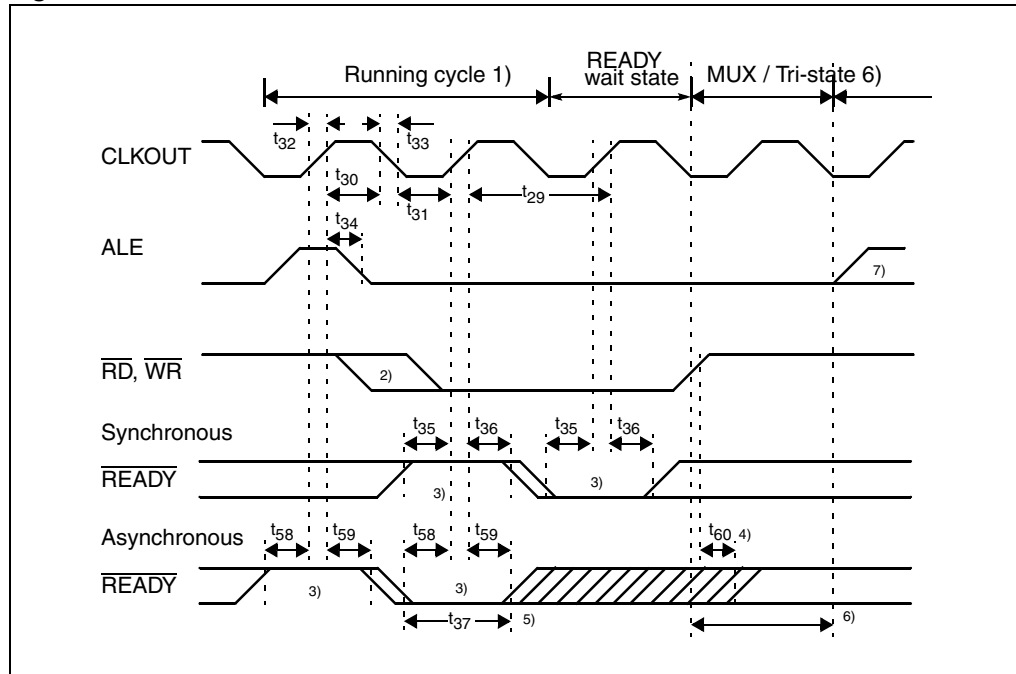 Running cycle 1)
READY
wait state
MUX / Tri-state 6)
t32
t33
CLKOUT
t30
t31
t29
t34
ALE
7)
RD, WR
2)
Synchronous
t35
t36
t35
t36
READY
3)
3)
Asynchronous
t58
t59
t58
t59
t60 4)
READY
3)
3)
t37
5)
6)